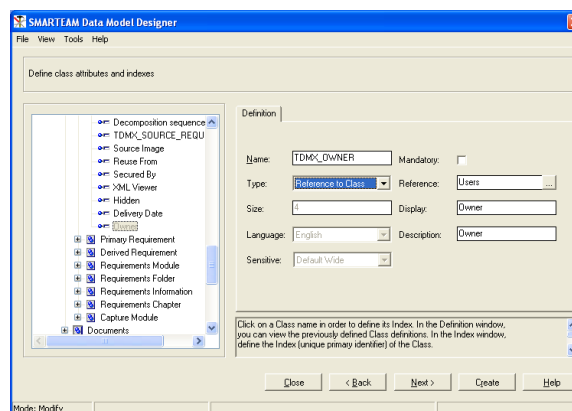 SMARTEAM Data Model Designer
File View Tools Help
Define class attributes and indexes
Decomposition sequence
TDMX_SOURCE_REQU
Source Image
Reuse From
Secured By
XML Viewer
Hidden
Delivery Date
Owner
Primary Requirement
Derived Requirement
Requirements Module
Requirements Folder
Requirements Information
Requirements Chapter
Capture Module
Documents
Definition
Name: TDMX_OWNER Mandatory:
Type: Reference to Class Reference: Users ...
Size: 4 Display: Owner
Language: English Description: Owner
Sensitive: Default Wide
Click on a Class name in order to define its Index. In the Definition window,
you can view the previously defined Class definitions. In the Index window,
define the Index (unique primary identifier) of the Class.
Close < Back Next > Create Help
Mode: Modify